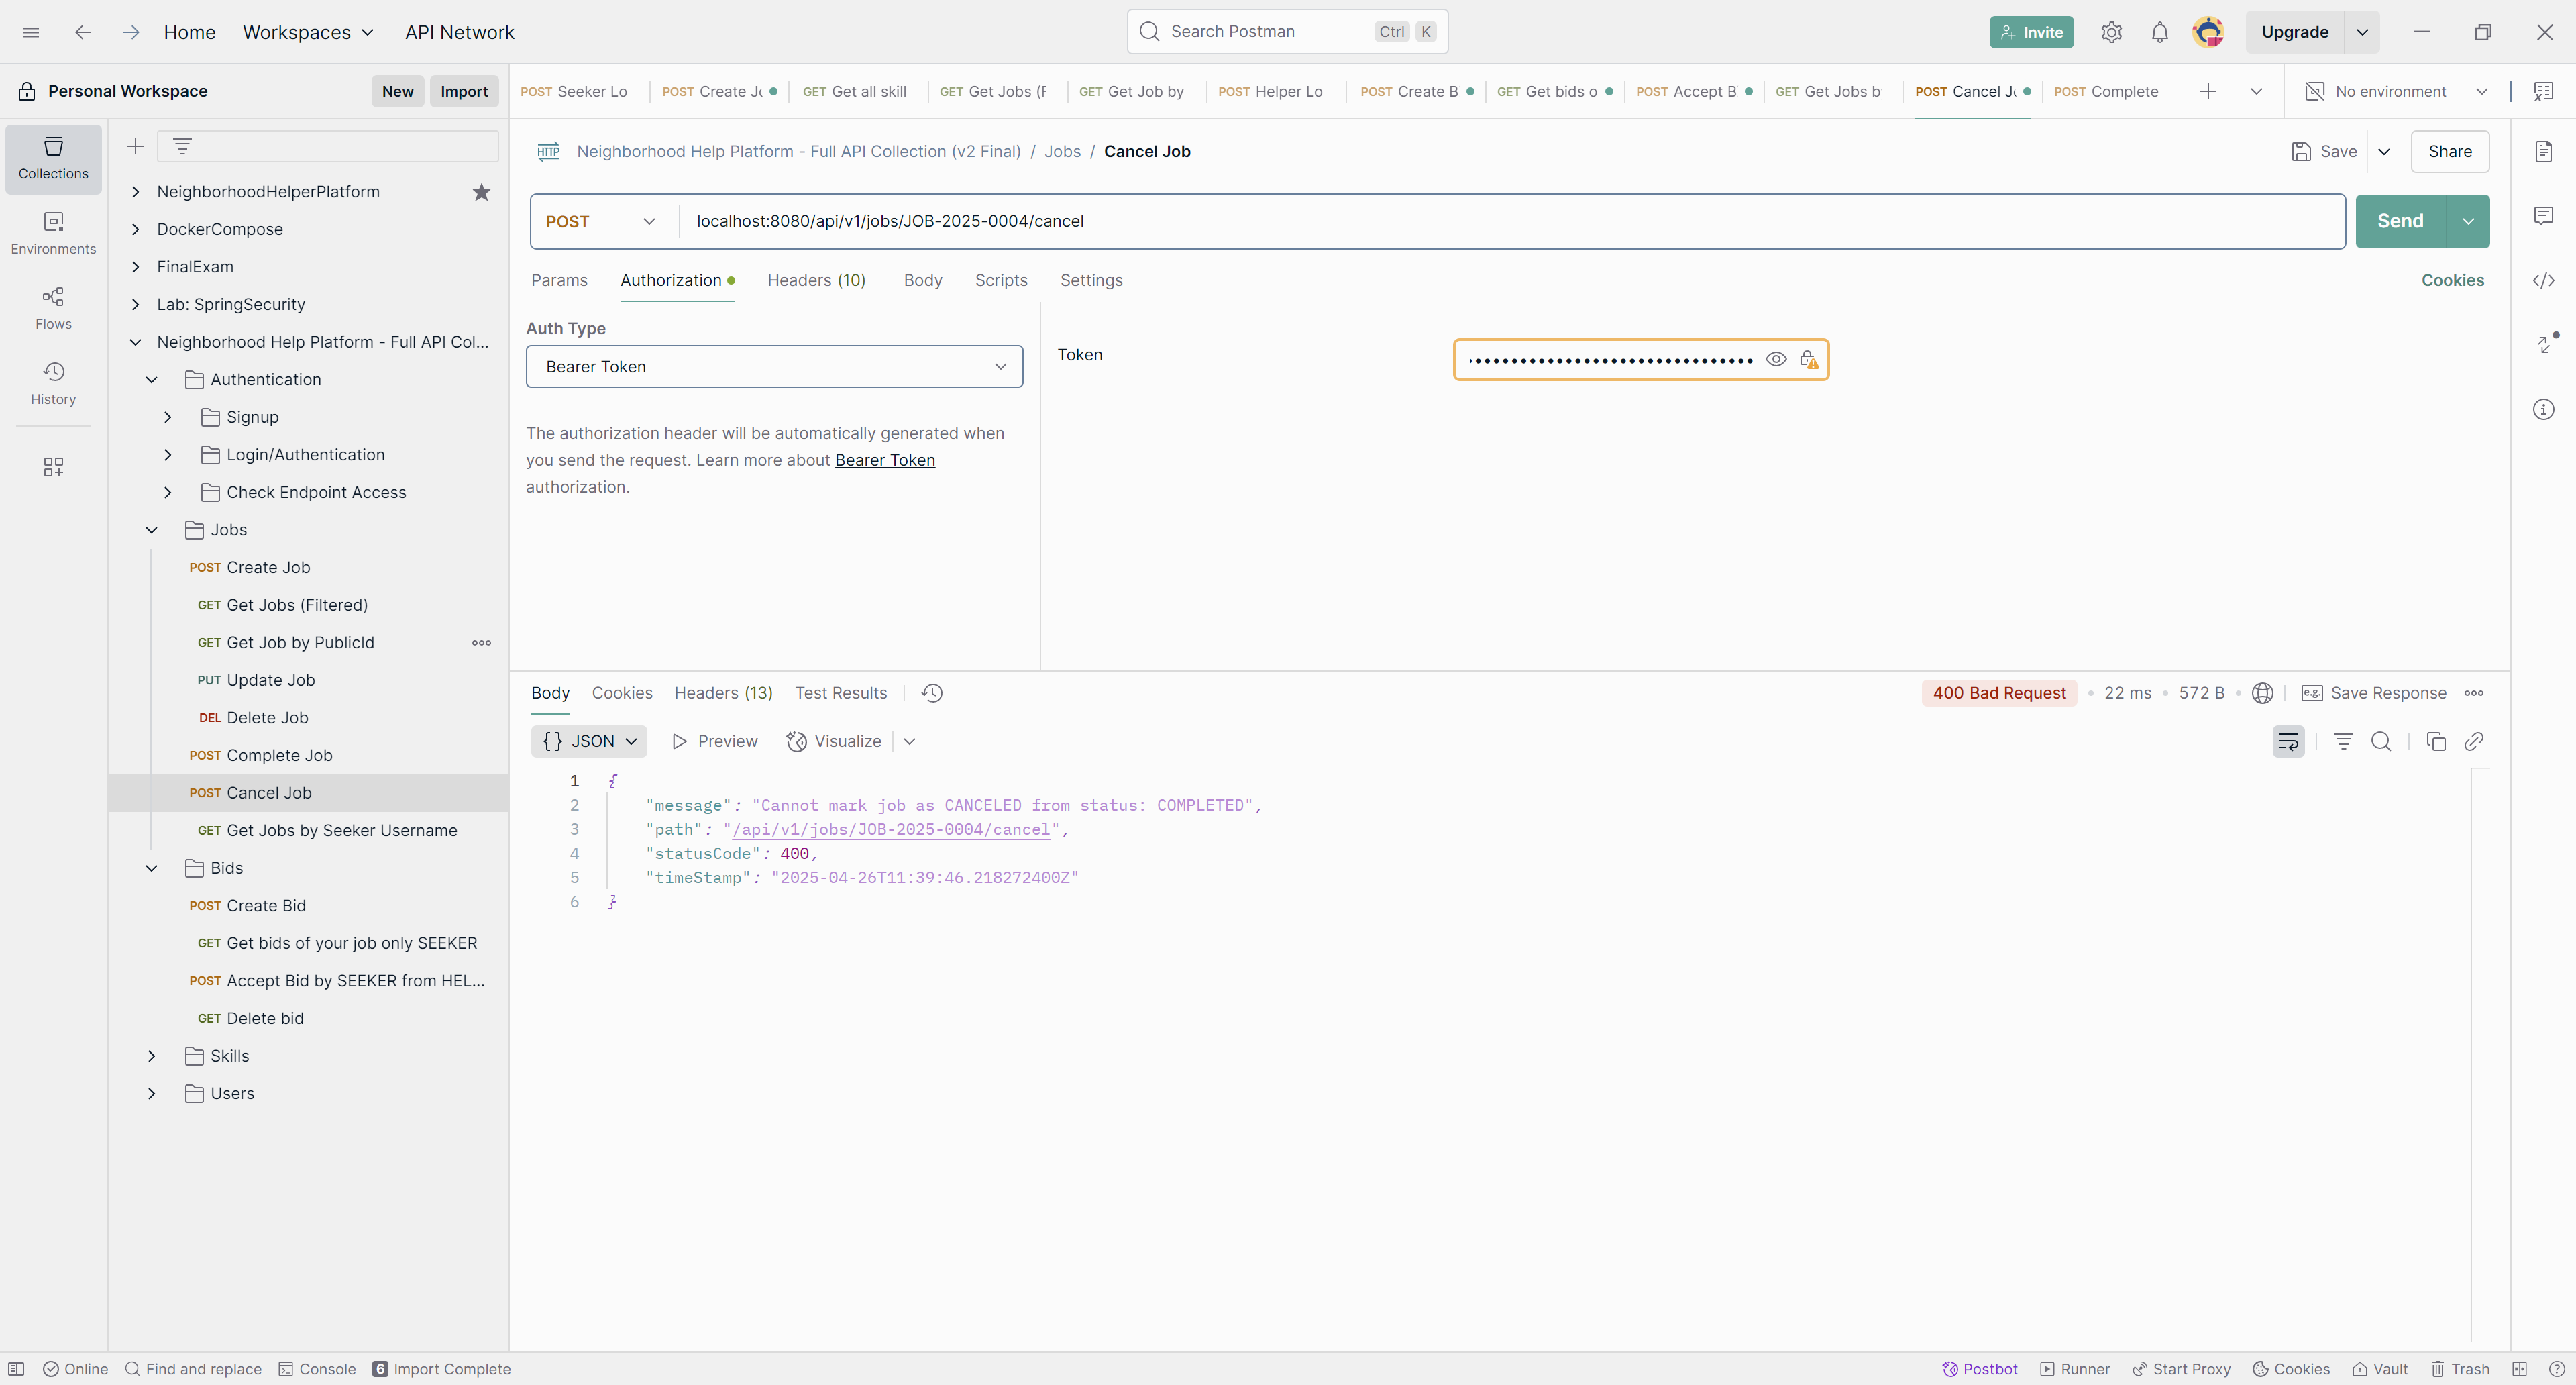 Home
Workspaces
API Network
Search Postman
Ctrl
K
Invite
Upgrade
Personal Workspace
New
Import
POST Seeker Lo
POST Create Jo
GET Get all skill
GET Get Jobs (F
GET Get Job by
POST Helper Lo
POST Create B
GET Get bids o
POST Accept B
GET Get Jobs b
POST Cancel Jo
POST Complete
No environment
Collections
Environments
Flows
History
NeighborhoodHelperPlatform
DockerCompose
FinalExam
Lab: SpringSecurity
Neighborhood Help Platform - Full API Col...
Authentication
Signup
Login/Authentication
Check Endpoint Access
Jobs
POST Create Job
GET Get Jobs (Filtered)
GET Get Job by PublicId
PUT Update Job
DEL Delete Job
POST Complete Job
POST Cancel Job
GET Get Jobs by Seeker Username
Bids
POST Create Bid
GET Get bids of your job only SEEKER
POST Accept Bid by SEEKER from HEL...
GET Delete bid
Skills
Users
HTTP
Neighborhood Help Platform - Full API Collection (v2 Final) / Jobs / Cancel Job
Save
Share
POST
localhost:8080/api/v1/jobs/JOB-2025-0004/cancel
Send
Params
Authorization
Headers (10)
Body
Scripts
Settings
Cookies
Auth Type
Bearer Token
The authorization header will be automatically generated when
you send the request. Learn more about Bearer Token
authorization.
Token
Body
Cookies
Headers (13)
Test Results
400 Bad Request
22 ms
572 B
e.g.
Save Response
{} JSON
Preview
Visualize
1 {
2 "message": "Cannot mark job as CANCELED from status: COMPLETED",
3 "path": "/api/v1/jobs/JOB-2025-0004/cancel",
4 "statusCode": 400,
5 "timeStamp": "2025-04-26T11:39:46.218272400Z"
6 }
Online
Find and replace
Console
6 Import Complete
Postbot
Runner
Start Proxy
Cookies
Vault
Trash